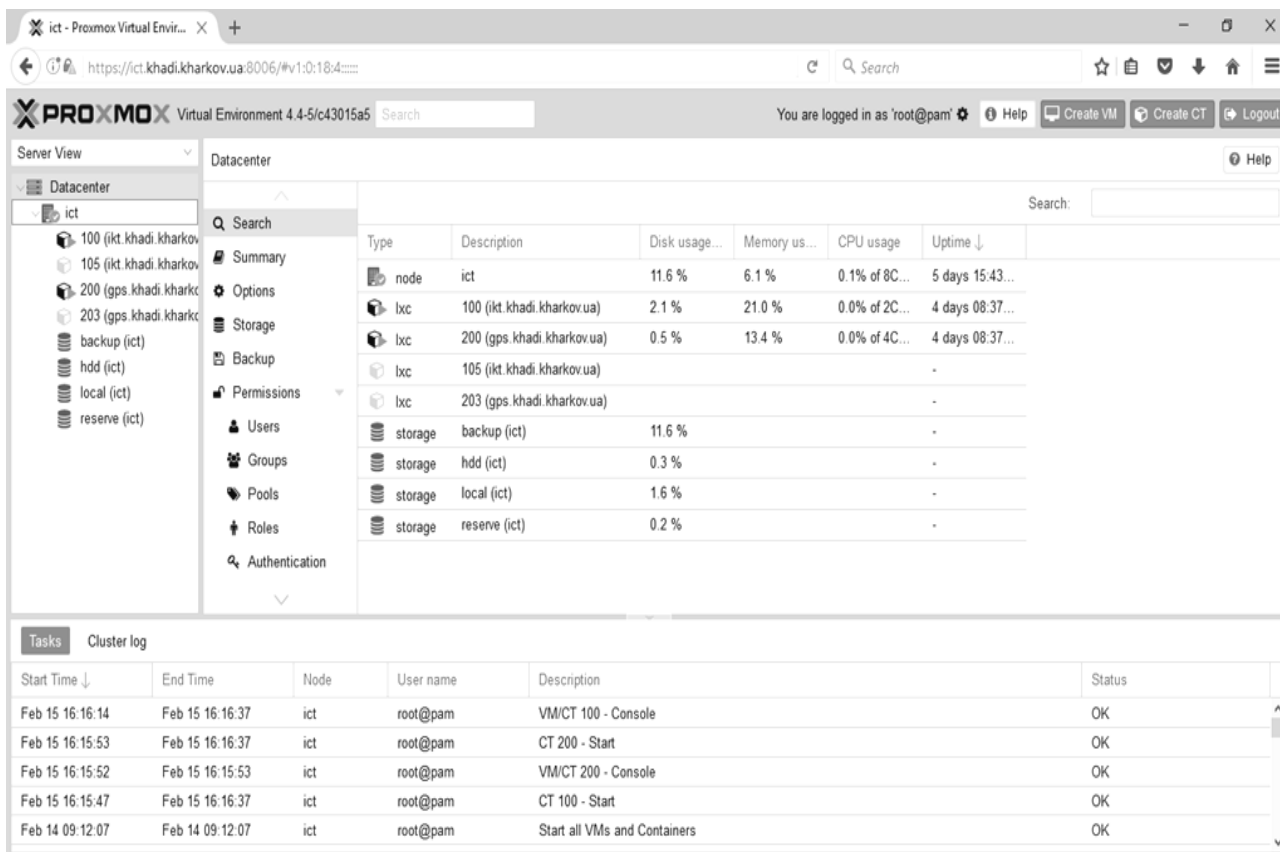 ict - Proxmox Virtual Envir...
https://ict.khadi.kharkov.ua:8006/#v1:0:18:4::::::
Search
PROXMOX Virtual Environment 4.4-5/c43015a5 Search You are logged in as 'root@pam' Help Create VM Create CT Logout
Server View
Datacenter
ict
100 (ikt.khadi.kharkov
105 (ikt.khadi.kharkov
200 (gps.khadi.kharkc
203 (gps.khadi.kharkc
backup (ict)
hdd (ict)
local (ict)
reserve (ict)
Datacenter Help
Search
Summary
Options
Storage
Backup
Permissions
Users
Groups
Pools
Roles
Authentication
Search:
Type Description Disk usage... Memory us... CPU usage Uptime
node ict 11.6 % 6.1 % 0.1% of 8C... 5 days 15:43...
lxc 100 (ikt.khadi.kharkov.ua) 2.1 % 21.0 % 0.0% of 2C... 4 days 08:37...
lxc 200 (gps.khadi.kharkov.ua) 0.5 % 13.4 % 0.0% of 4C... 4 days 08:37...
lxc 105 (ikt.khadi.kharkov.ua) -
lxc 203 (gps.khadi.kharkov.ua) -
storage backup (ict) 11.6 % -
storage hdd (ict) 0.3 % -
storage local (ict) 1.6 % -
storage reserve (ict) 0.2 % -
Tasks Cluster log
Start Time End Time Node User name Description Status
Feb 15 16:16:14 Feb 15 16:16:37 ict root@pam VM/CT 100 - Console OK
Feb 15 16:15:53 Feb 15 16:16:37 ict root@pam CT 200 - Start OK
Feb 15 16:15:52 Feb 15 16:15:53 ict root@pam VM/CT 200 - Console OK
Feb 15 16:15:47 Feb 15 16:16:37 ict root@pam CT 100 - Start OK
Feb 14 09:12:07 Feb 14 09:12:07 ict root@pam Start all VMs and Containers OK